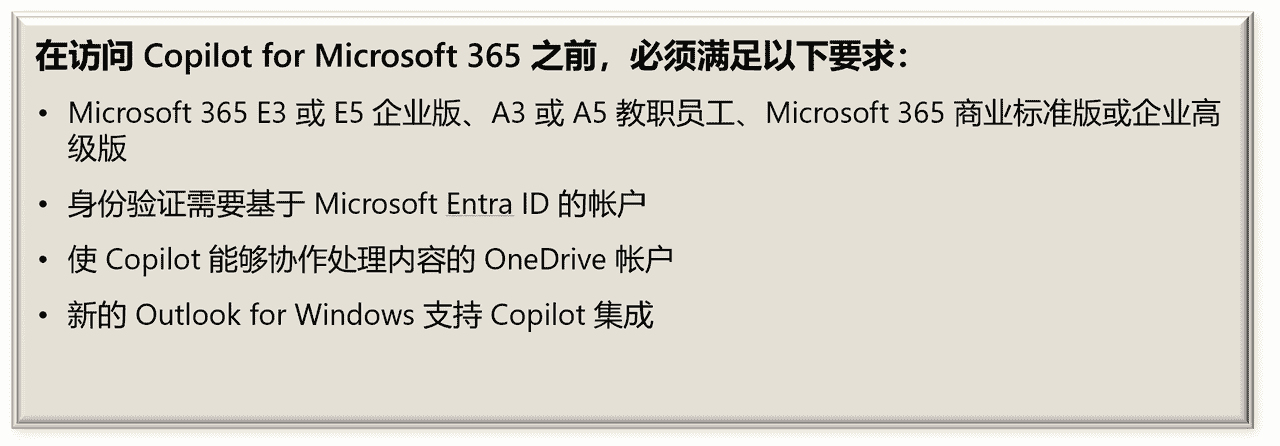 在访问 Copilot for Microsoft 365 之前，必须满足以下要求：
• Microsoft 365 E3 或 E5 企业版、A3 或 A5 教职员工、Microsoft 365 商业标准版或企业高
级版
• 身份验证需要基于 Microsoft Entra ID 的帐户
• 使 Copilot 能够协作处理内容的 OneDrive 帐户
• 新的 Outlook for Windows 支持 Copilot 集成